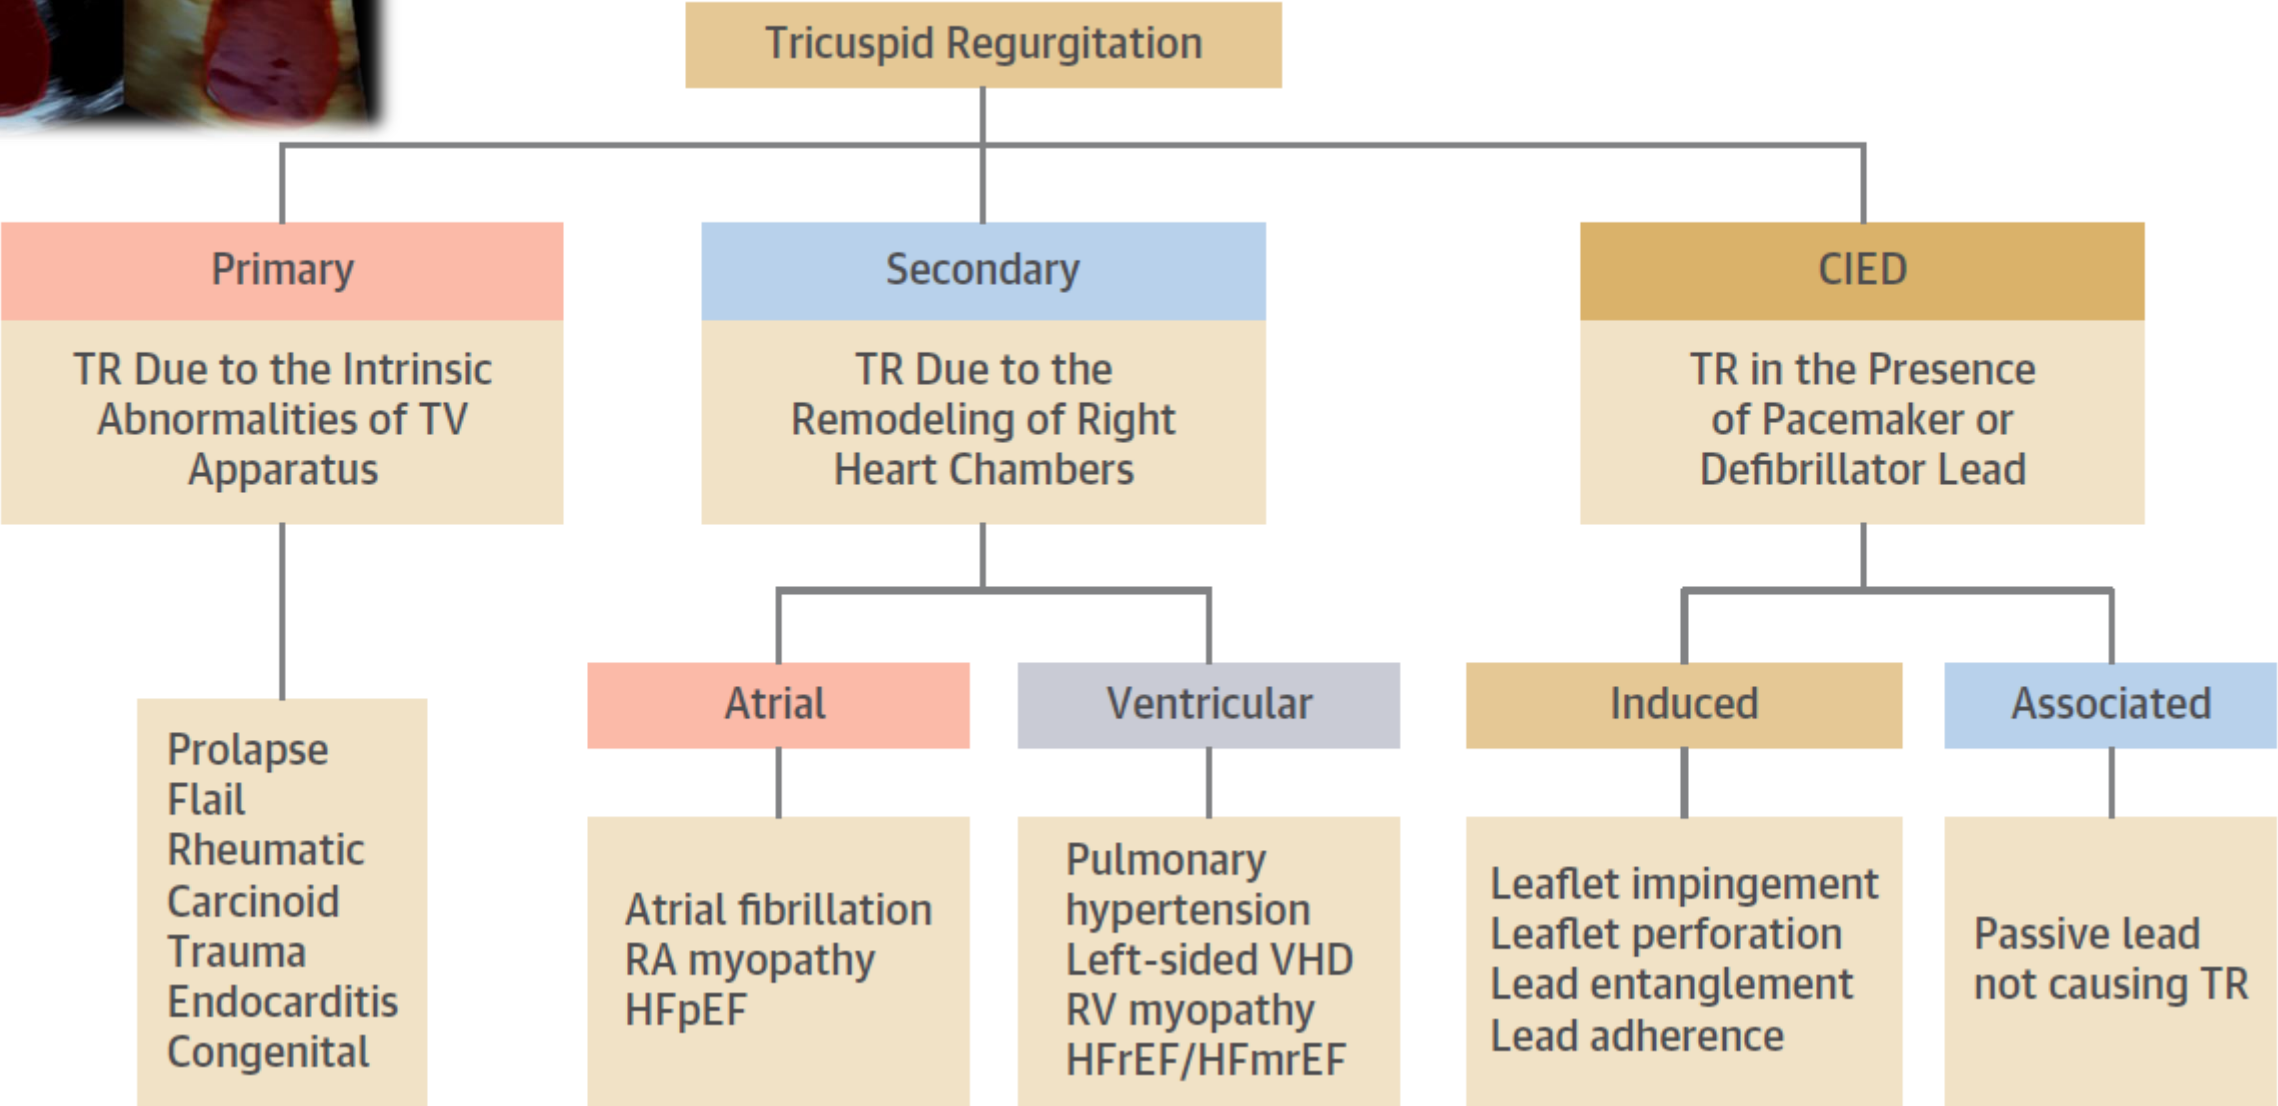 Tricuspid Regurgitation
Primary
TR Due to the Intrinsic
Abnormalities of TV
Apparatus
Prolapse
Flail
Rheumatic
Carcinoid
Trauma
Endocarditis
Congenital
Secondary
TR Due to the
Remodeling of Right
Heart Chambers
Atrial
Atrial fibrillation
RA myopathy
HFpEF
Ventricular
Pulmonary
hypertension
Left-sided VHD
RV myopathy
HFrEF/HFmrEF
CIED
TR in the Presence
of Pacemaker or
Defibrillator Lead
Induced
Leaflet impingement
Leaflet perforation
Lead entanglement
Lead adherence
Associated
Passive lead
not causing TR